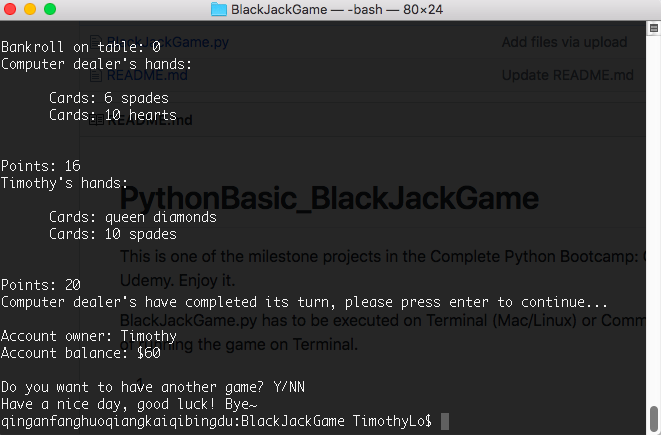 BlackJackGame — -bash — 80×24
BlackJackGame.py Add files via upload
Bankroll on table: 0
Computer dealer's hands:
README.md Update README.md
Cards: 6 spades
Cards: 10 hearts
README.md
Points: 16
Timothy's hands:
PythonBasic_BlackJackGame
Cards: queen diamonds
Cards: 10 spades
This is one of the milestone projects in the Complete Python Bootcamp:
Udemy. Enjoy it.
Points: 20
Computer dealer's have completed its turn, please press enter to continue...
BlackJackGame.py has to be executed on Terminal (Mac/Linux) or Comm
Account owner: Timothy
of running the game on Terminal.
Account balance: $60
Do you want to have another game? Y/NN
Have a nice day, good luck! Bye~
qinganfanghuoqiangkaiqibingdu:BlackJackGame TimothyLo$